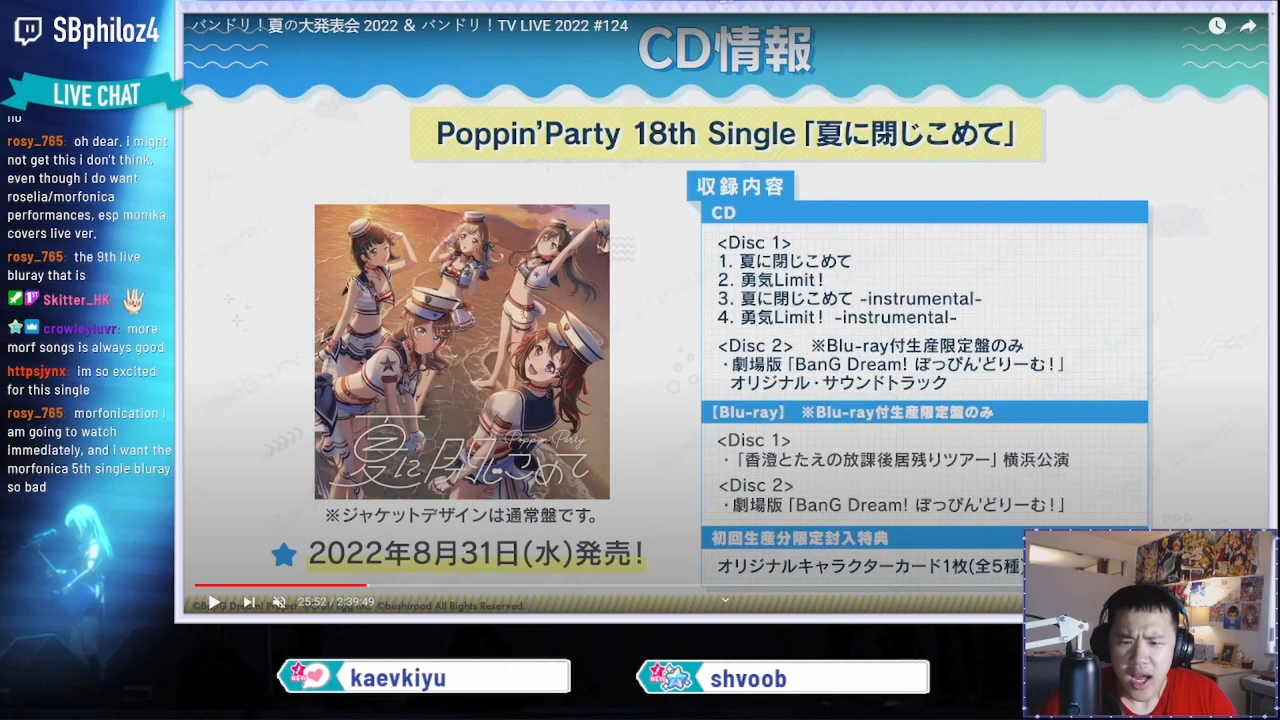 SBphiloz4
LIVE CHAT
no
rosy_765: oh dear. i might
not get this i don't think,
even though i do want
roselia/morfonica
performances, esp monika
covers live ver.
rosy_765: the 9th live
bluray that is
Skitter_HK
crowleyluvr: more
morf songs is always good
httpsjynx: im so excited
for this single
rosy_765: morfonication i
am going to watch
immediately, and i want the
morfonica 5th single bluray
so bad
バンドリ！夏の大発表会 2022 ＆ バンドリ！TV LIVE 2022 #124
CD情報
Poppin'Party 18th Single「夏に閉じこめて」
夏に閉じこめて
Poppin'Party
※ジャケットデザインは通常盤です。
2022年8月31日(水)発売！
収録内容
CD
<Disc 1>
1. 夏に閉じこめて
2. 勇気Limit！
3. 夏に閉じこめて -instrumental-
4. 勇気Limit！ -instrumental-
<Disc 2> ※Blu-ray付生産限定盤のみ
・劇場版「BanG Dream! ぽっぴん'どりーむ！」
オリジナル・サウンドトラック
【Blu-ray】 ※Blu-ray付生産限定盤のみ
<Disc 1>
・「香澄とたえの放課後居残りツアー」横浜公演
<Disc 2>
・劇場版「BanG Dream! ぽっぴん'どりーむ！」
初回生産分限定封入特典
オリジナルキャラクターカード1枚(全5種)
25:52 / 2:39:49
©bushiroad All Rights Reserved.
NEW kaevkiyu
NEW shvoob